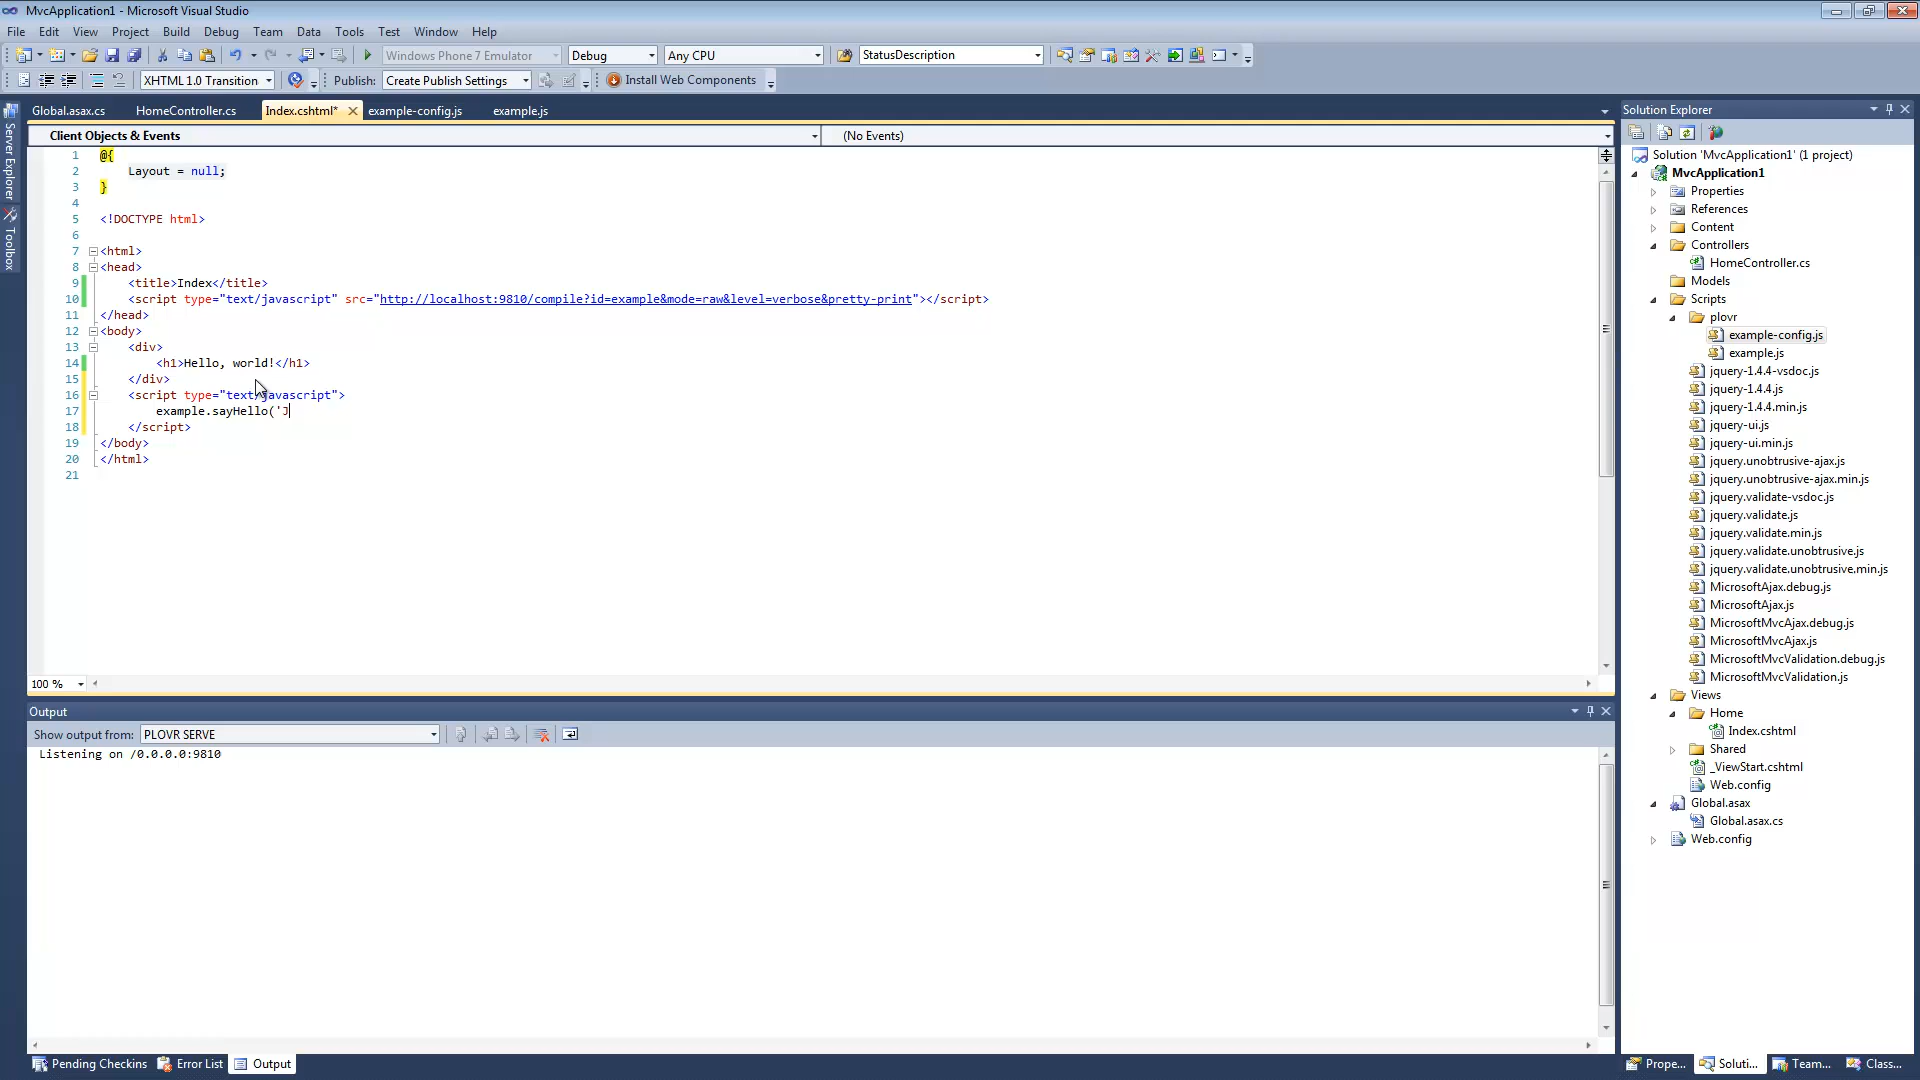 MvcApplication1 - Microsoft Visual Studio
File Edit View Project Build Debug Team Data Tools Test Window Help
Windows Phone 7 Emulator Debug Any CPU StatusDescription
XHTML 1.0 Transition Publish: Create Publish Settings Install Web Components
Server Explorer
Toolbox
Global.asax.cs HomeController.cs Index.cshtml* example-config.js example.js
Client Objects & Events (No Events)
1 @{
2 Layout = null;
3 }
4
5 <!DOCTYPE html>
6
7 <html>
8 <head>
9 <title>Index</title>
10 <script type="text/javascript" src="http://localhost:9810/compile?id=example&mode=raw&level=verbose&pretty-print"></script>
11 </head>
12 <body>
13 <div>
14 <h1>Hello, world!</h1>
15 </div>
16 <script type="text/javascript">
17 example.sayHello('J
18 </script>
19 </body>
20 </html>
21
100 %
Output
Show output from: PLOVR SERVE
Listening on /0.0.0.0:9810
Pending Checkins Error List Output
Solution Explorer
Solution 'MvcApplication1' (1 project)
MvcApplication1
Properties
References
Content
Controllers
HomeController.cs
Models
Scripts
plovr
example-config.js
example.js
jquery-1.4.4-vsdoc.js
jquery-1.4.4.js
jquery-1.4.4.min.js
jquery-ui.js
jquery-ui.min.js
jquery.unobtrusive-ajax.js
jquery.unobtrusive-ajax.min.js
jquery.validate-vsdoc.js
jquery.validate.js
jquery.validate.min.js
jquery.validate.unobtrusive.js
jquery.validate.unobtrusive.min.js
MicrosoftAjax.debug.js
MicrosoftAjax.js
MicrosoftMvcAjax.debug.js
MicrosoftMvcAjax.js
MicrosoftMvcValidation.debug.js
MicrosoftMvcValidation.js
Views
Home
Index.cshtml
Shared
_ViewStart.cshtml
Web.config
Global.asax
Global.asax.cs
Web.config
Prope... Soluti... Team... Class...